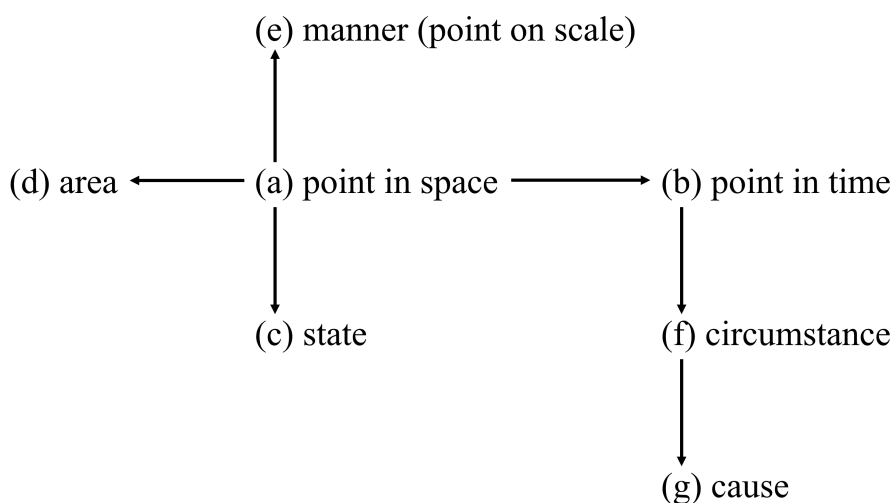 (e) manner (point on scale)
(d) area (a) point in space (b) point in time
(c) state (f) circumstance
(g) cause